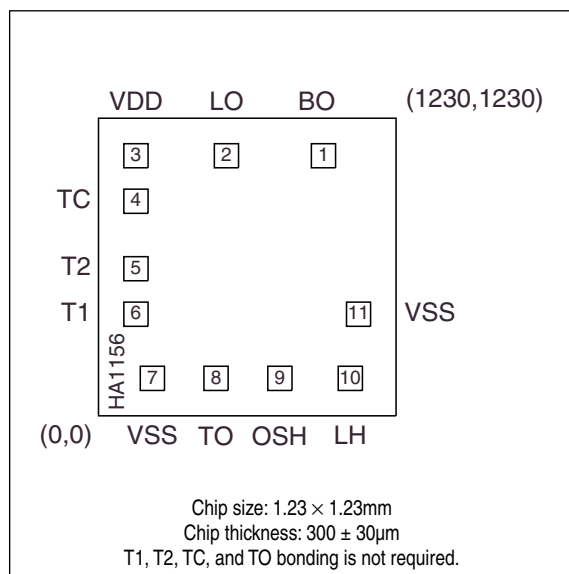 VDD LO BO (1230,1230)
3 2 1
TC 4
T2 5
T1 6 11 VSS
HA1156
7 8 9 10
(0,0) VSS TO OSH LH
Chip size: 1.23 × 1.23mm
Chip thickness: 300 ± 30µm
T1, T2, TC, and TO bonding is not required.